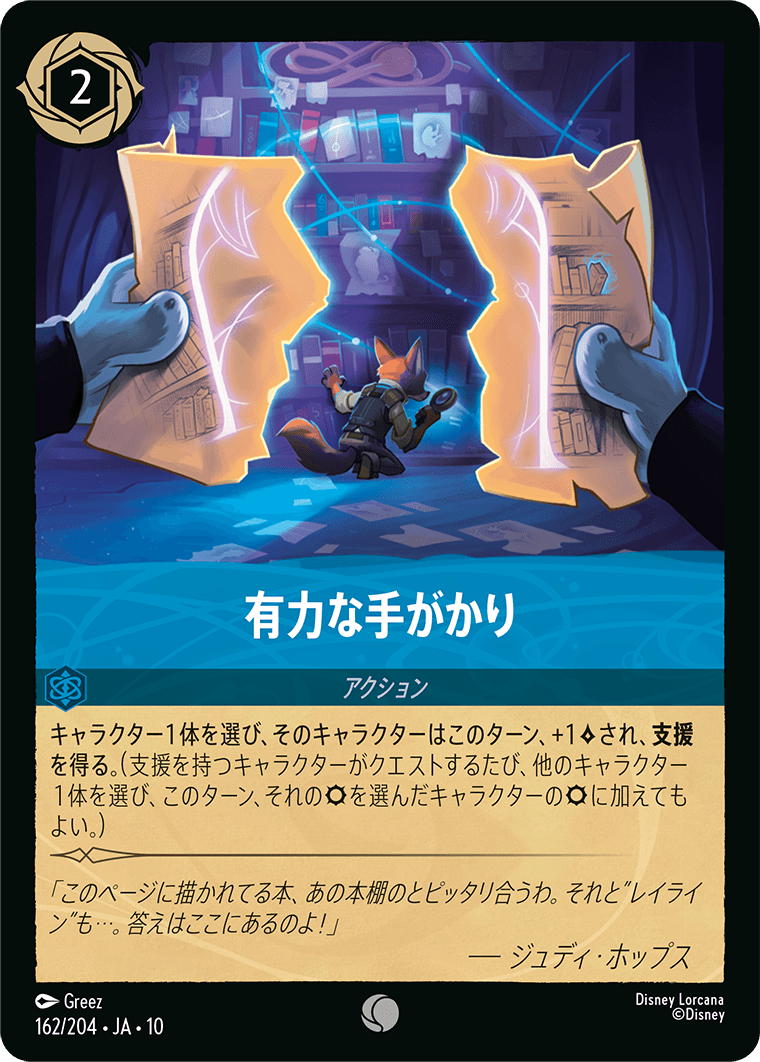 2
有力な手がかり
アクション
キャラクター1体を選び、そのキャラクターはこのターン、+1され、支援
を得る。(支援を持つキャラクターがクエストするたび、他のキャラクター
1体を選び、このターン、それのを選んだキャラクターのに加えても
よい。)
「このページに描かれてる本、あの本棚のとピッタリ合うわ。それと"レイライ
ン"も…。答えはここにあるのよ!」
── ジュディ・ホップス
Greez
162/204 • JA • 10
Disney Lorcana
©Disney